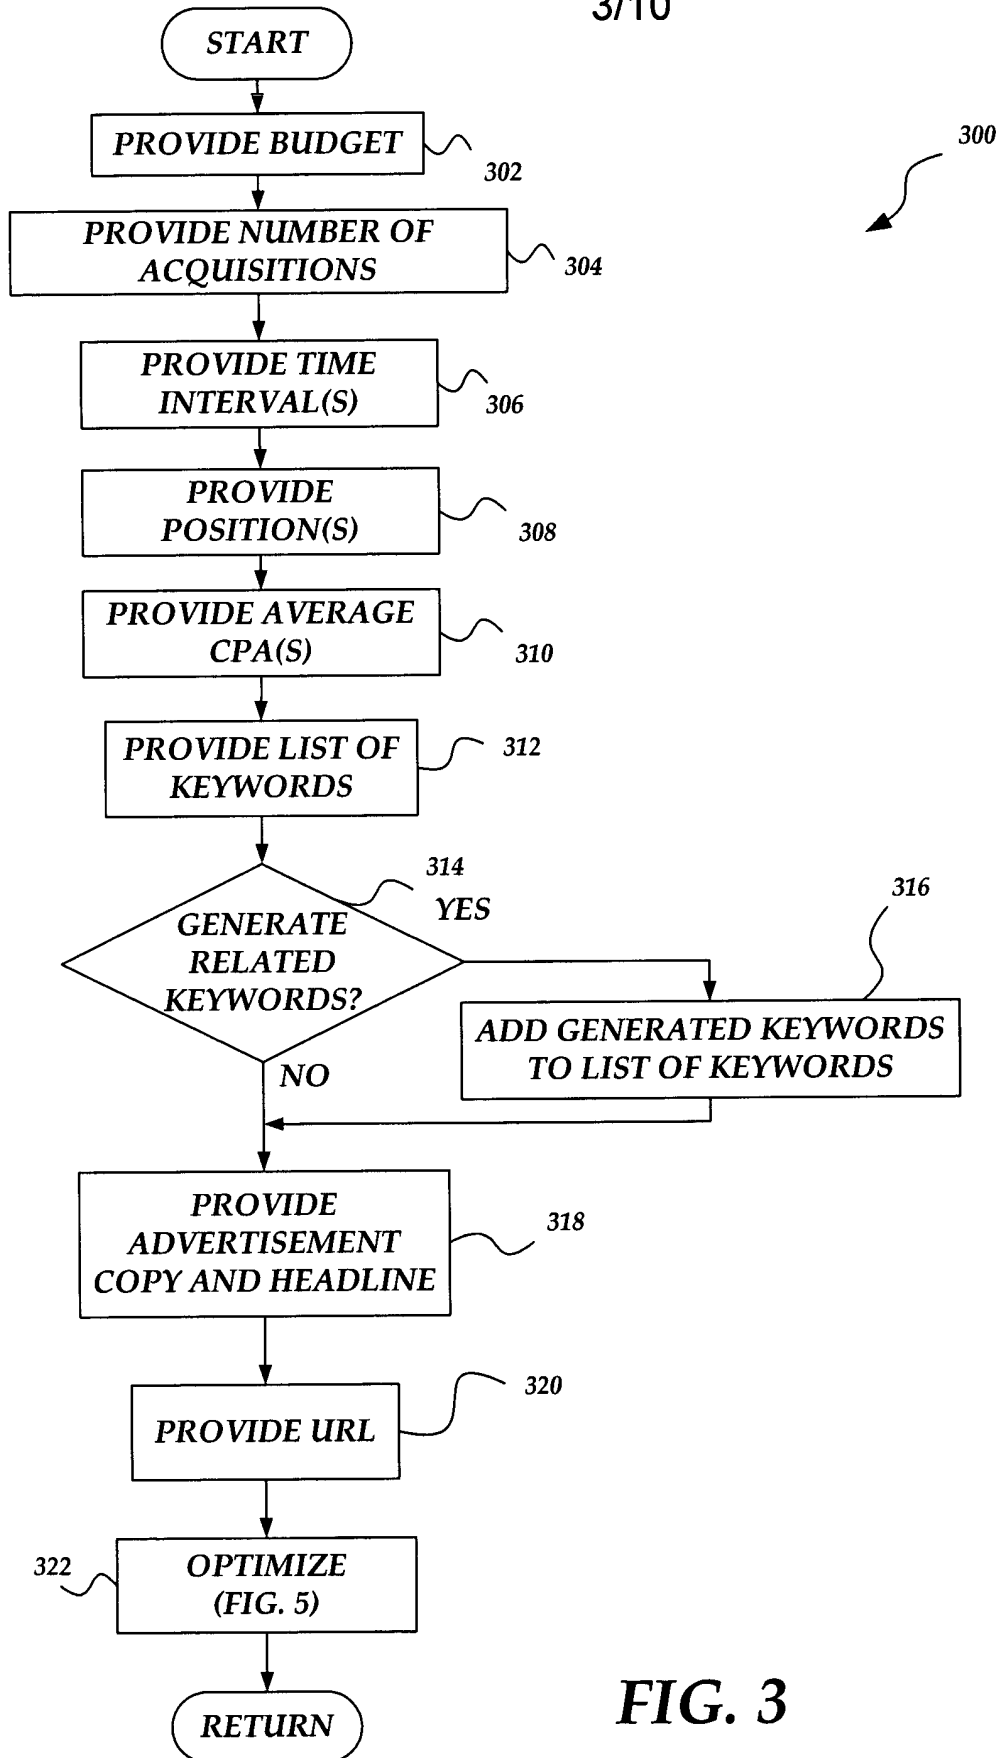 3/10
START
PROVIDE BUDGET
302
300
PROVIDE NUMBER OF
ACQUISITIONS
304
PROVIDE TIME
INTERVAL(S)
306
PROVIDE
POSITION(S)
308
PROVIDE AVERAGE
CPA(S)
310
PROVIDE LIST OF
KEYWORDS
312
314
YES
GENERATE
RELATED
KEYWORDS?
316
ADD GENERATED KEYWORDS
TO LIST OF KEYWORDS
NO
PROVIDE
ADVERTISEMENT
COPY AND HEADLINE
318
PROVIDE URL
320
322
OPTIMIZE
(FIG. 5)
RETURN
FIG. 3